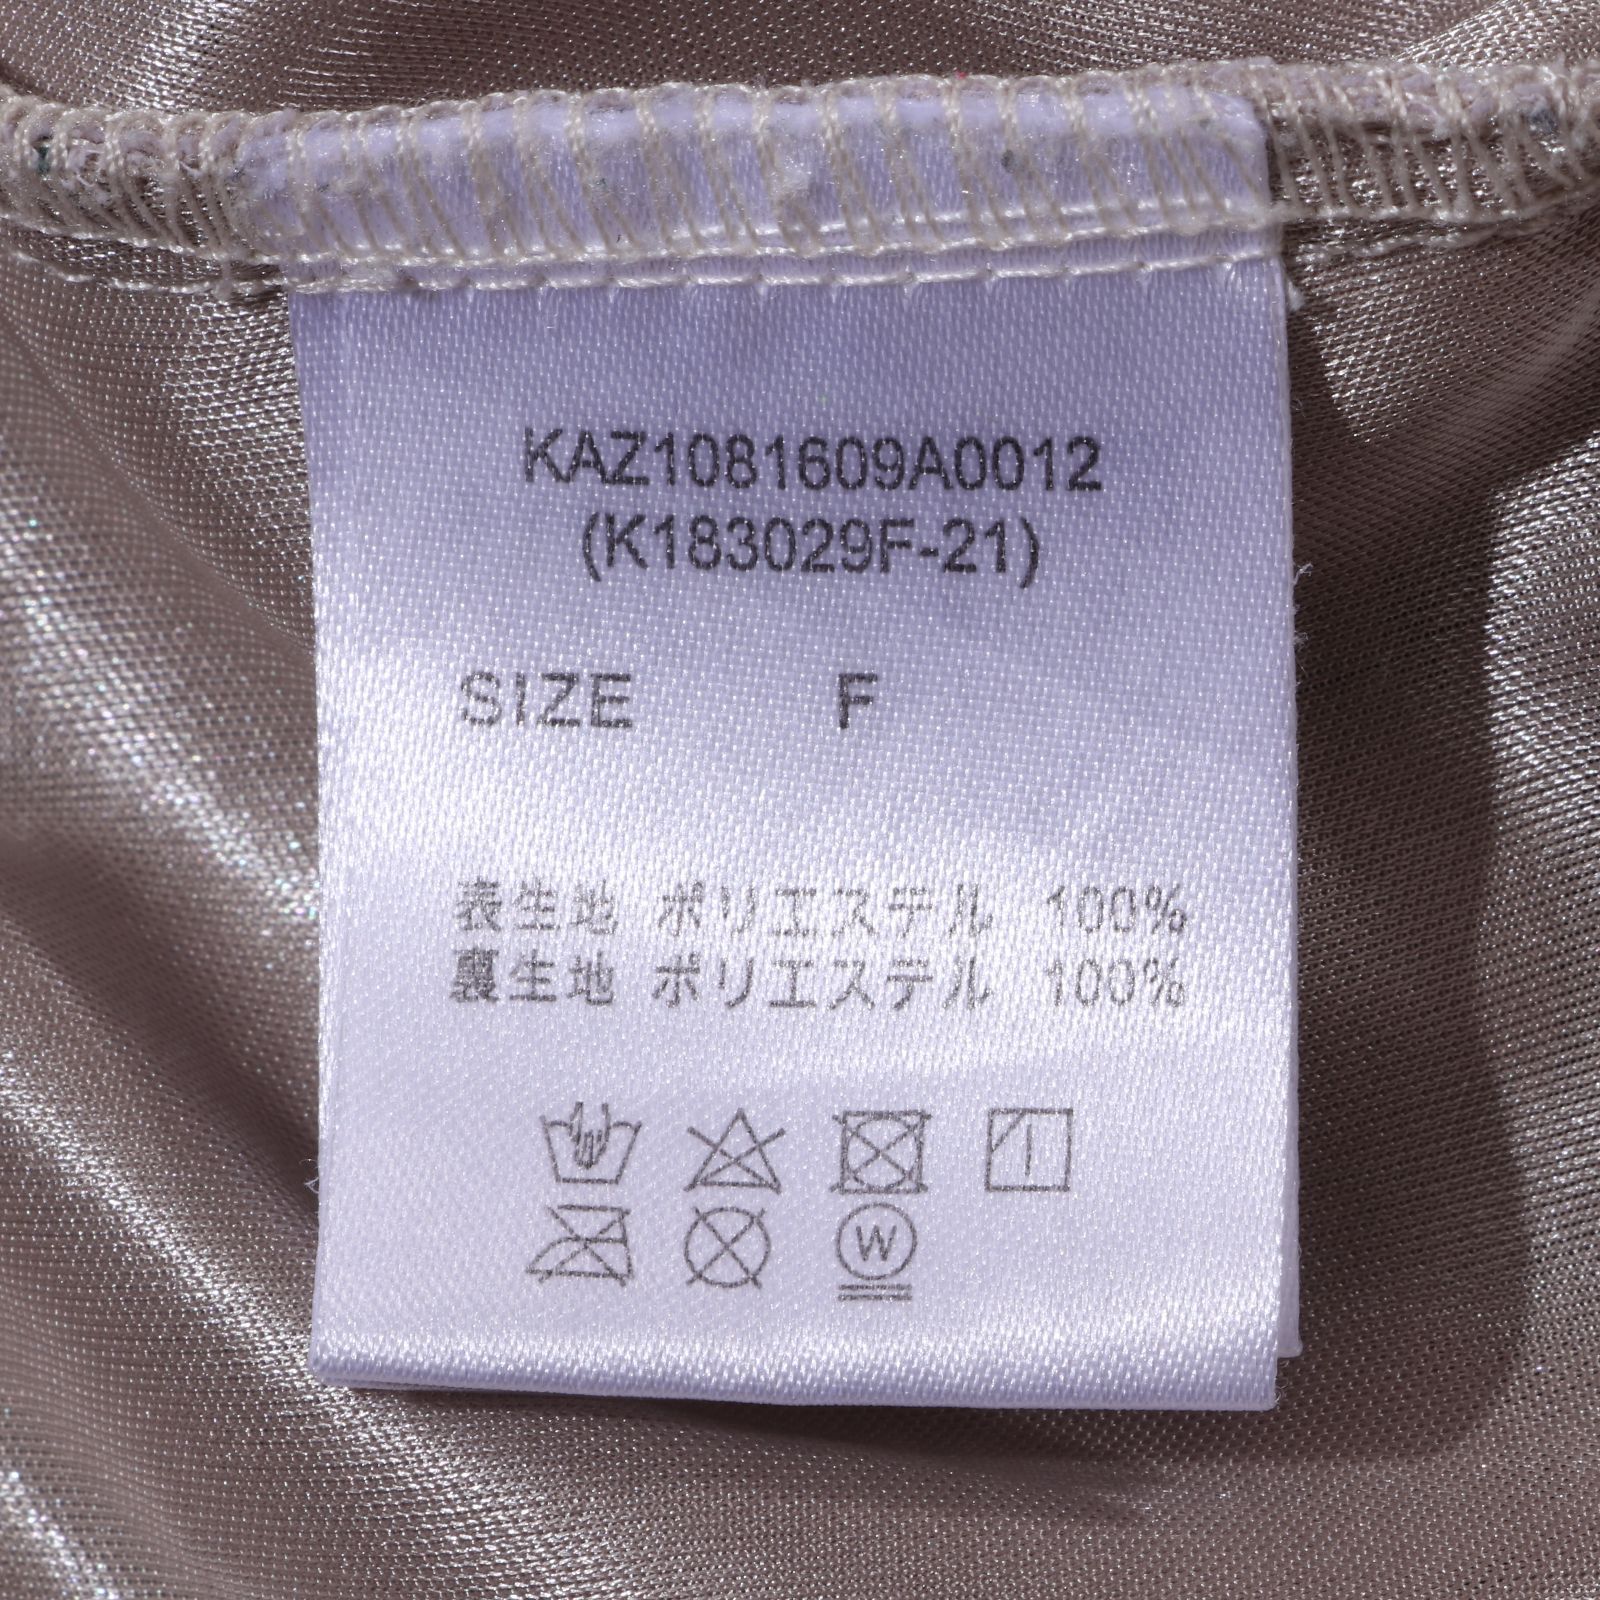 KAZ1081609A0012
(K183029F-21)
SIZE F
表生地 ポリエステル 100%
裏生地 ポリエステル 100%
W